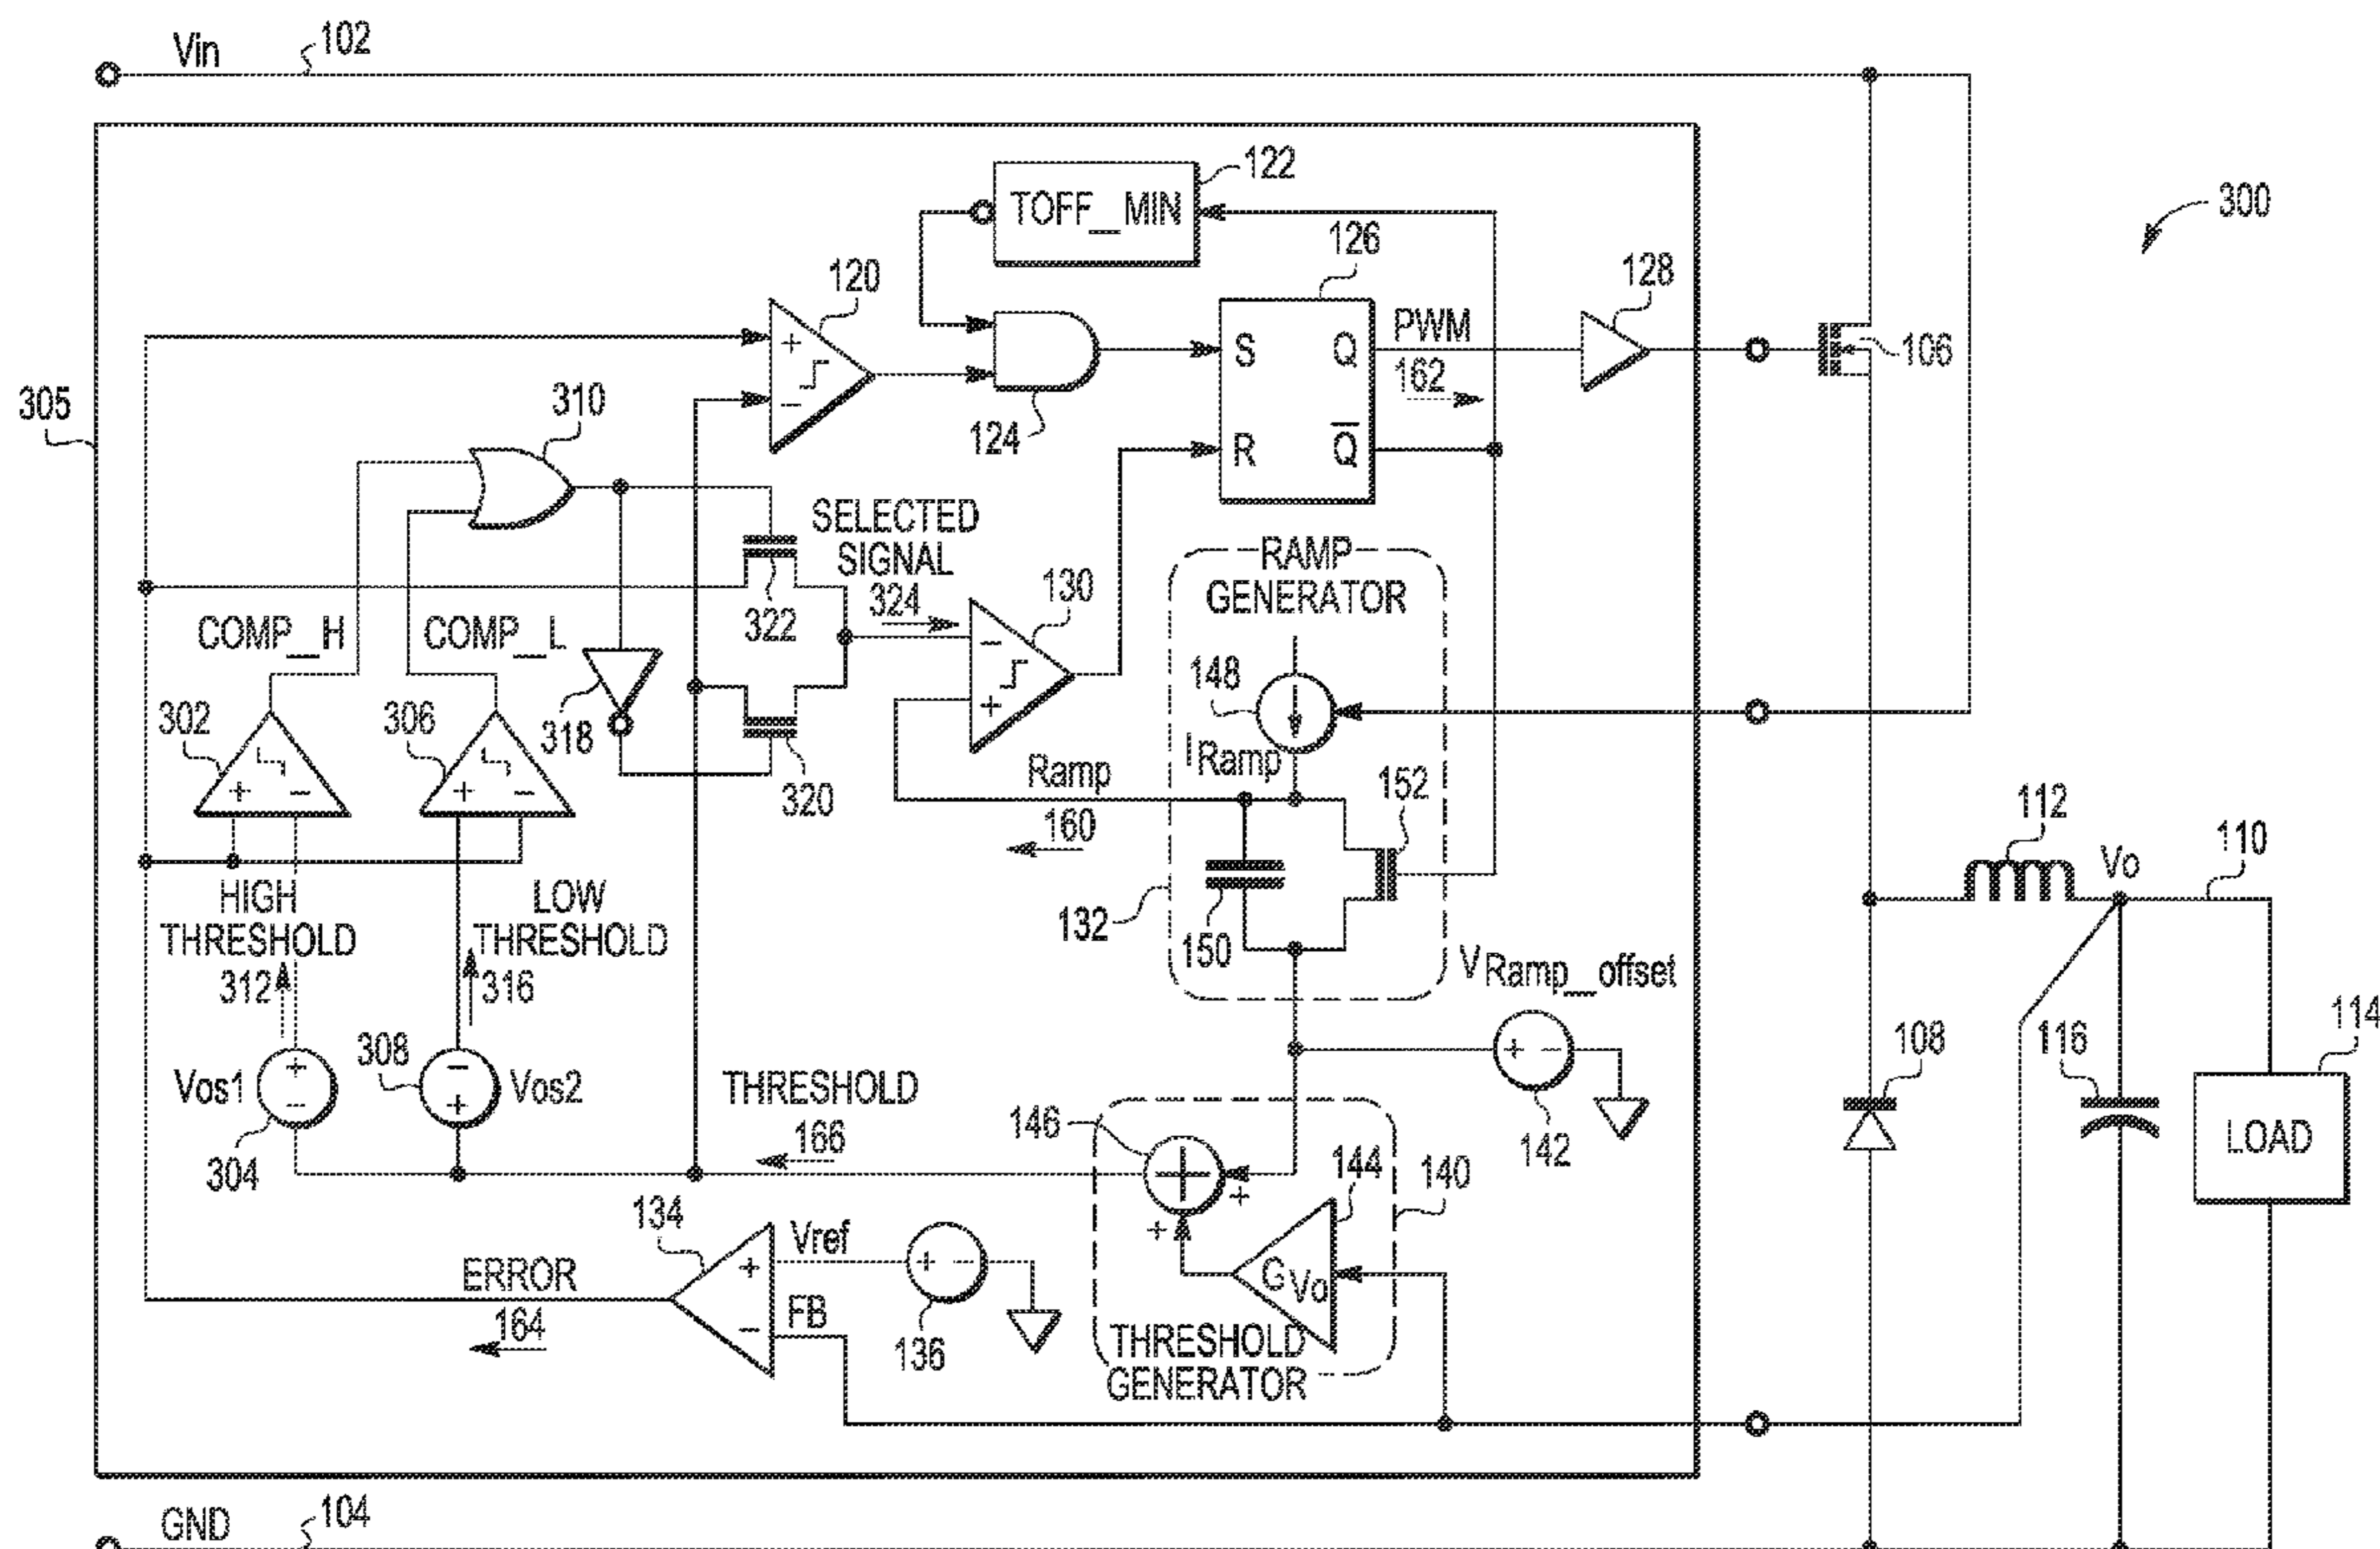 Vin
102
300
305
TOFF_MIN
122
120
124
126
S
Q
R
Q̅
PWM
162
128
106
310
SELECTED
SIGNAL
324
322
318
320
130
RAMP
GENERATOR
148
I Ramp
Ramp
160
152
150
132
COMP_H
COMP_L
302
306
+
−
+
−
+
−
−
+
HIGH
THRESHOLD
312
LOW
THRESHOLD
316
Vos1
+
−
304
308
−
+
Vos2
THRESHOLD
166
146
+
+
144
140
G Vo
THRESHOLD
GENERATOR
V Ramp_offset
+ −
142
134
+
−
Vref
FB
+ −
136
ERROR
164
112
Vo
110
108
116
114
LOAD
GND
104